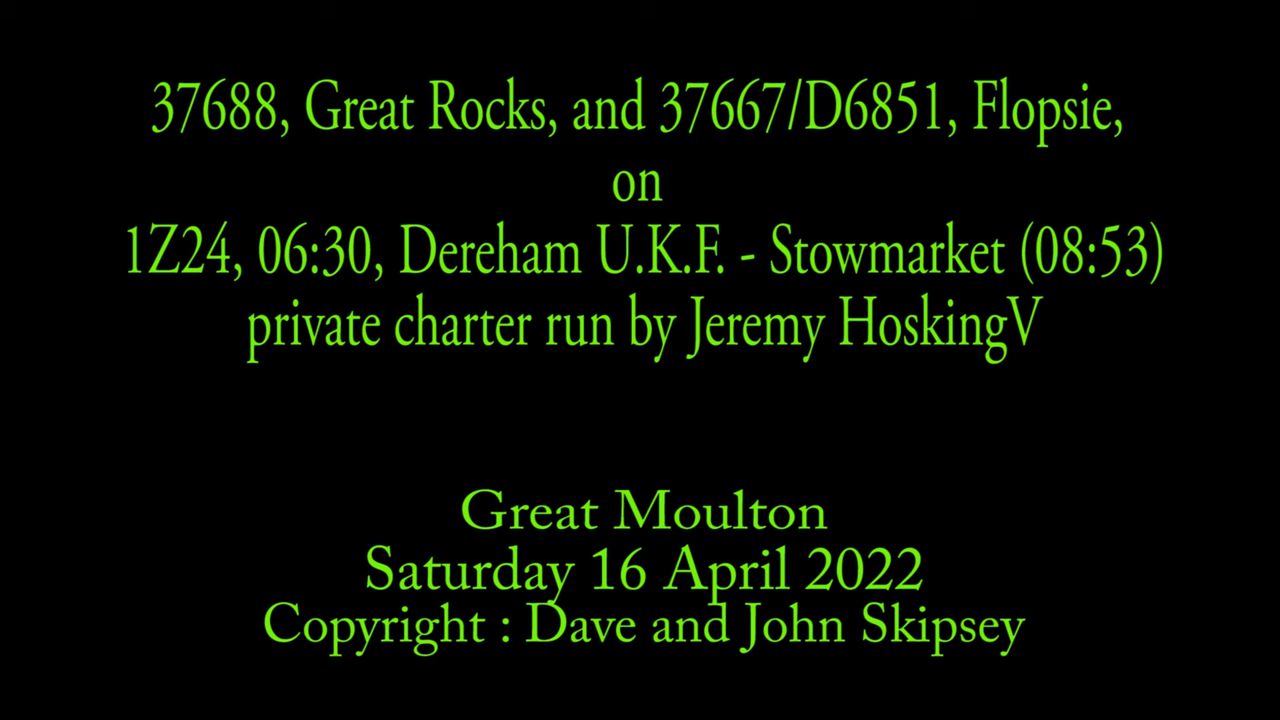 37688, Great Rocks, and 37667/D6851, Flopsie,
on
1Z24, 06:30, Dereham U.K.F. - Stowmarket (08:53)
private charter run by Jeremy HoskingV
Great Moulton
Saturday 16 April 2022
Copyright : Dave and John Skipsey